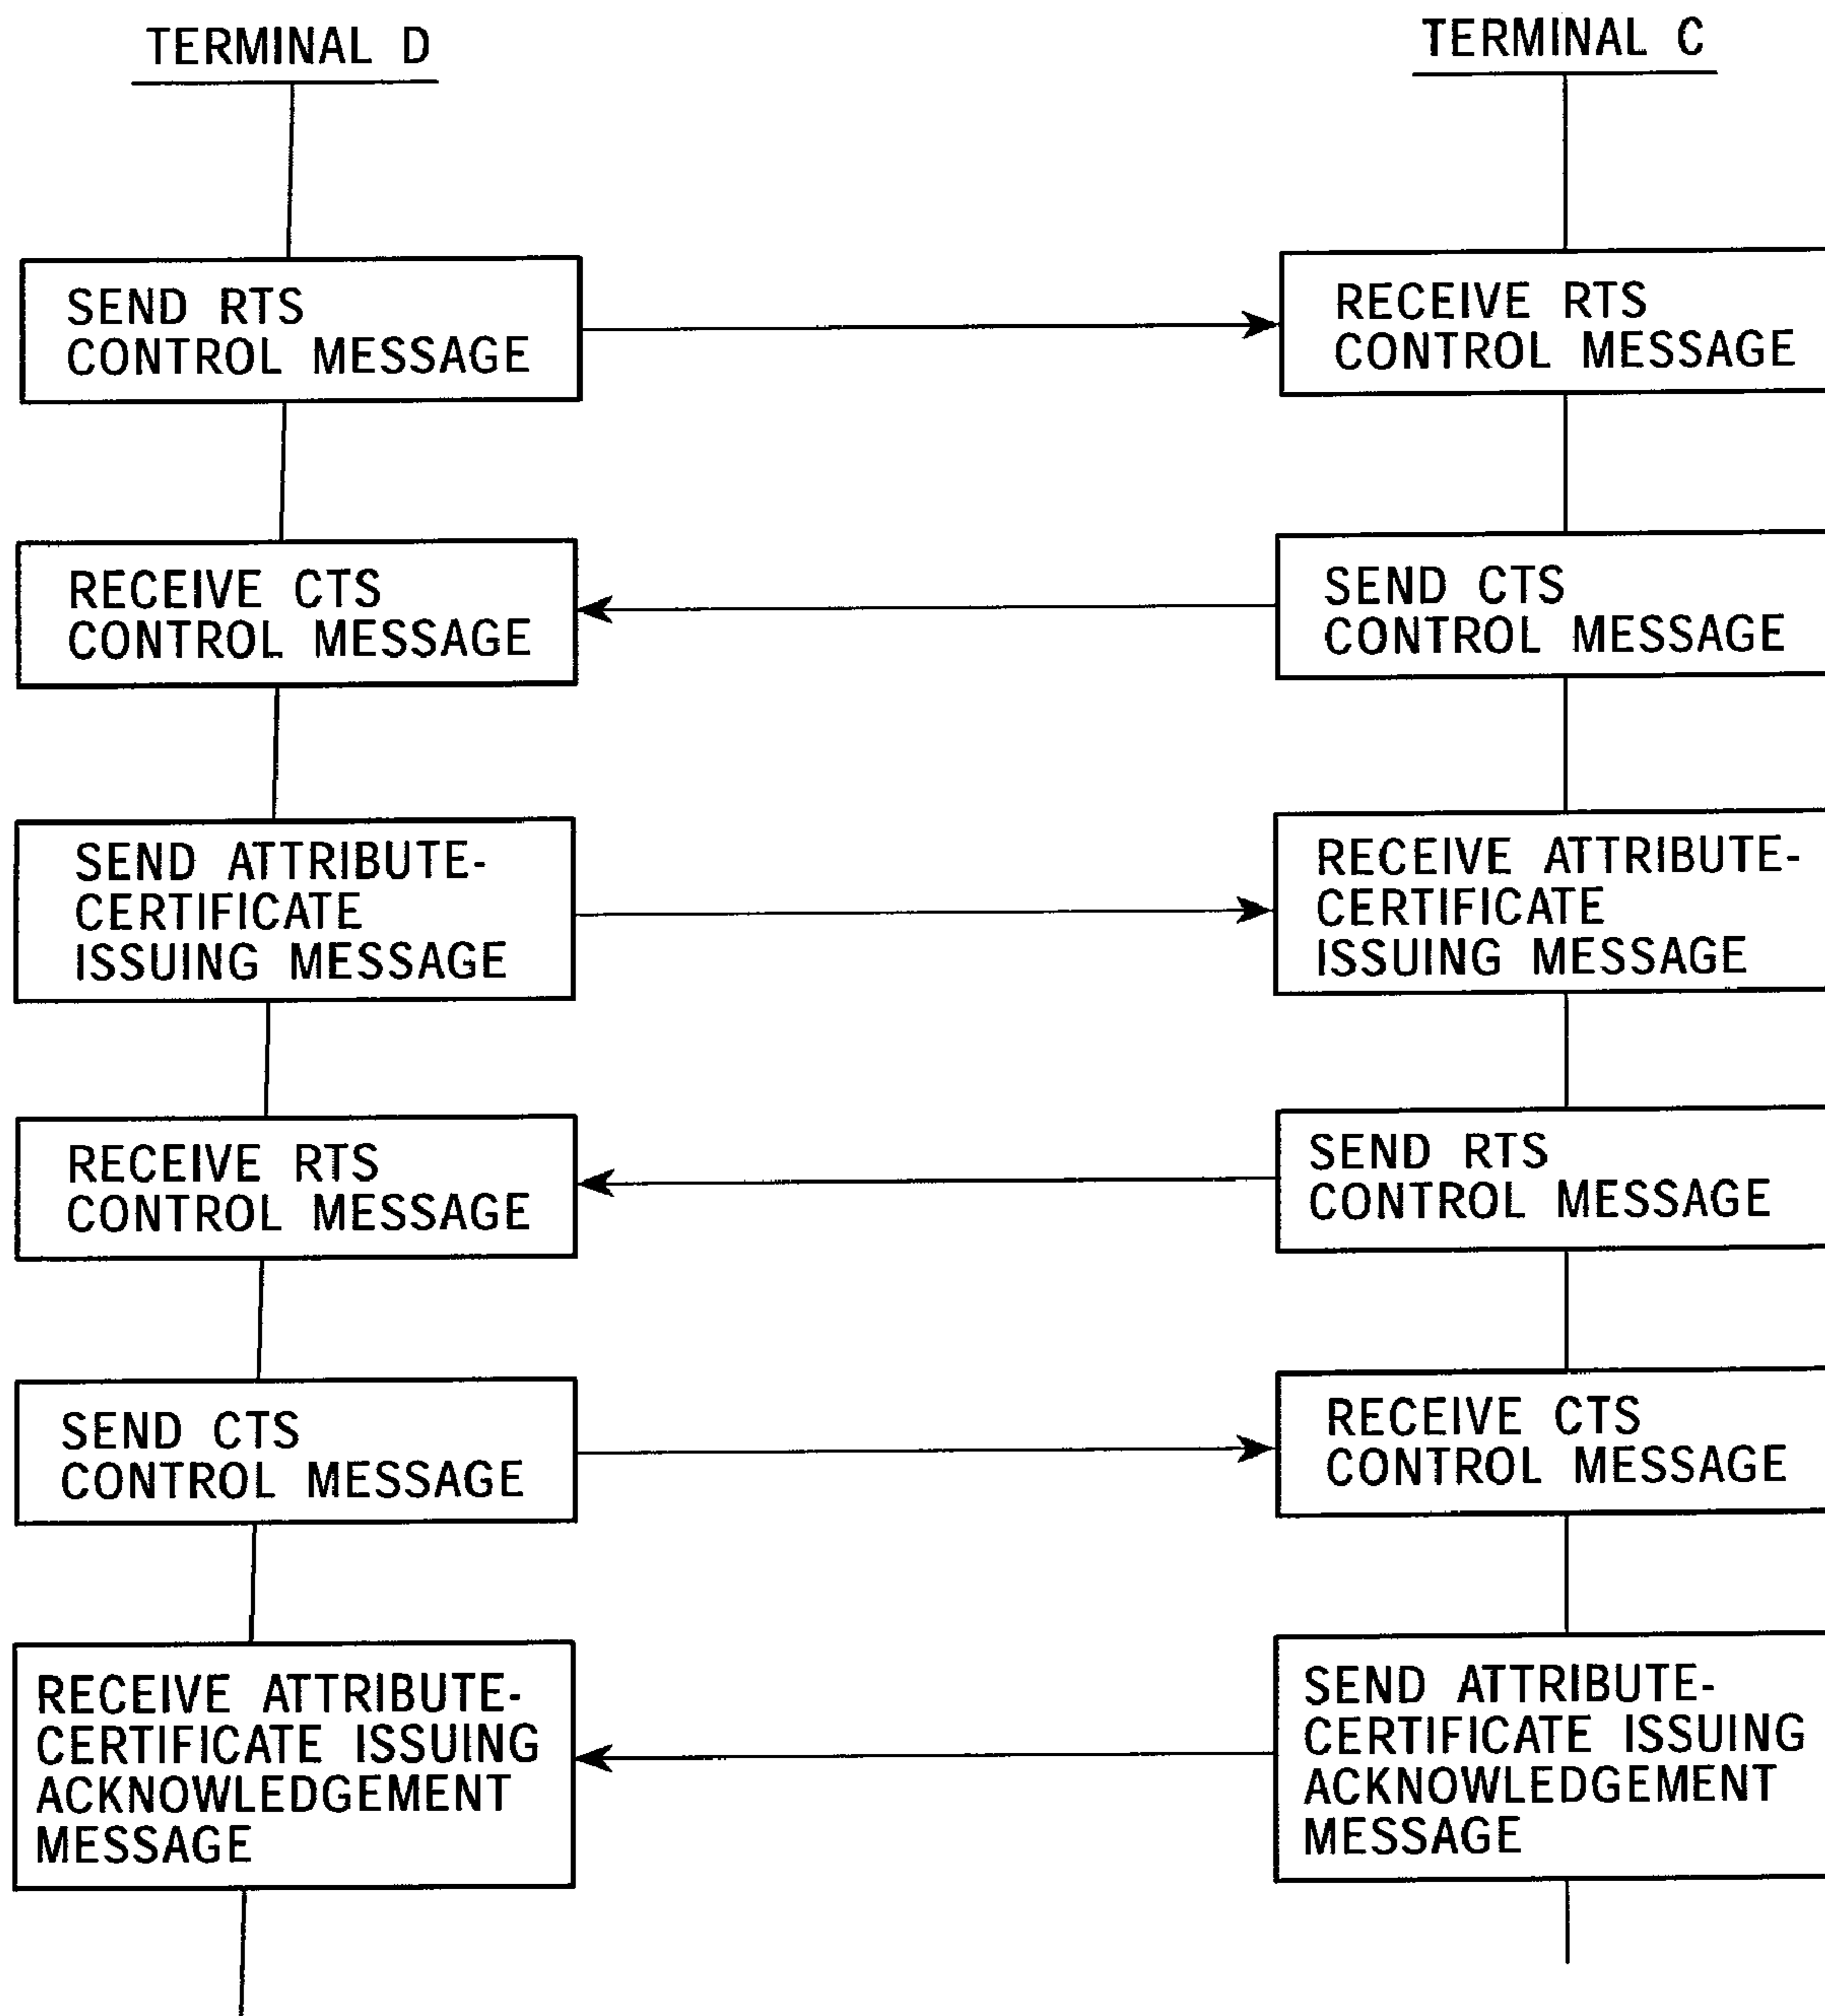 TERMINAL D
TERMINAL C
SEND RTS
CONTROL MESSAGE
RECEIVE RTS
CONTROL MESSAGE
RECEIVE CTS
CONTROL MESSAGE
SEND CTS
CONTROL MESSAGE
SEND ATTRIBUTE-
CERTIFICATE
ISSUING MESSAGE
RECEIVE ATTRIBUTE-
CERTIFICATE
ISSUING MESSAGE
RECEIVE RTS
CONTROL MESSAGE
SEND RTS
CONTROL MESSAGE
SEND CTS
CONTROL MESSAGE
RECEIVE CTS
CONTROL MESSAGE
RECEIVE ATTRIBUTE-
CERTIFICATE ISSUING
ACKNOWLEDGEMENT
MESSAGE
SEND ATTRIBUTE-
CERTIFICATE ISSUING
ACKNOWLEDGEMENT
MESSAGE